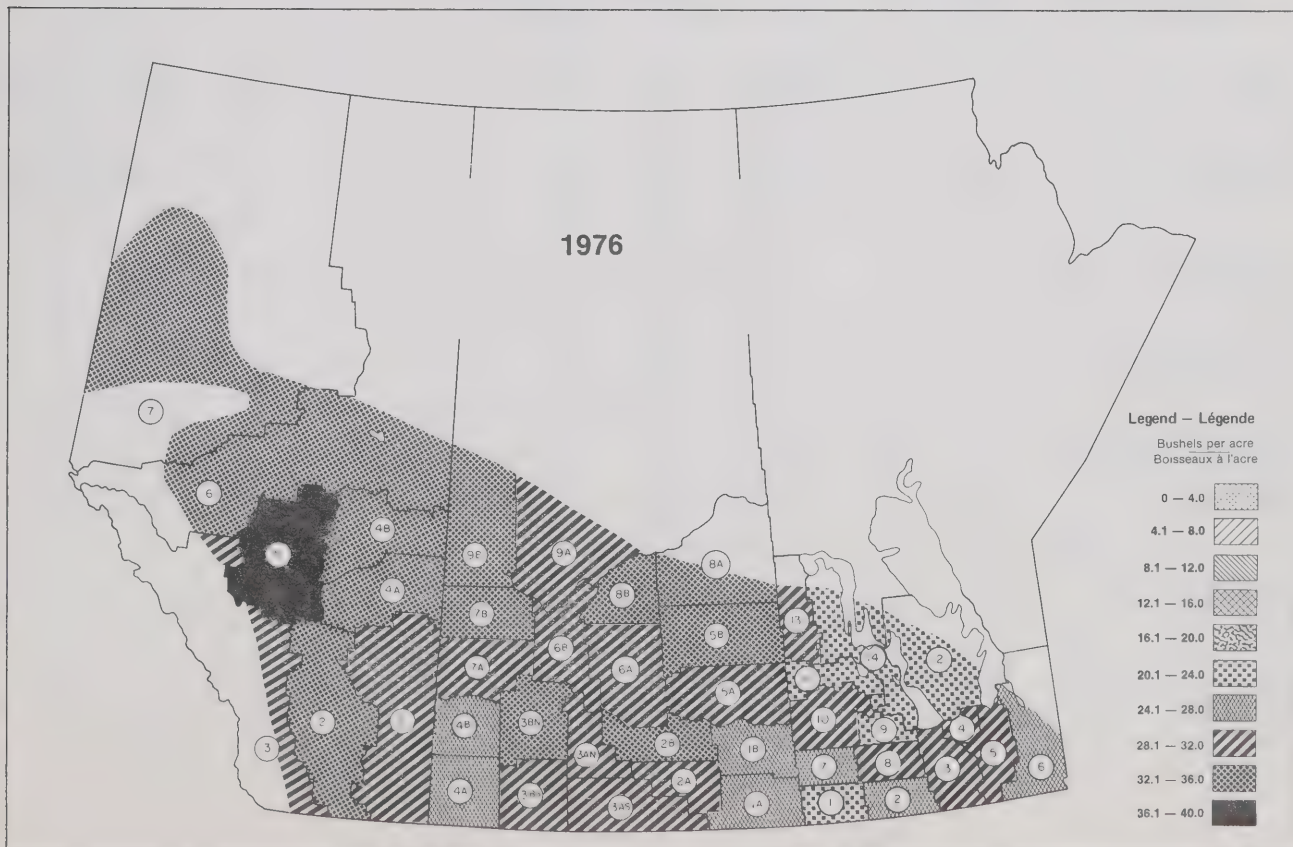 1976
Legend — Légende
Bushels per acre
Boisseaux à l'acre
0 — 4.0
4.1 — 8.0
8.1 — 12.0
12.1 — 16.0
16.1 — 20.0
20.1 — 24.0
24.1 — 28.0
28.1 — 32.0
32.1 — 36.0
36.1 — 40.0
7
6
4B
9B
9A
8A
4A
7B
8B
5B
13
6B
7A
6A
14
2
5A
3
2
4B
3BN
10
9
4
2B
1B
3AN
5
7
8
3
6
4A
2A
3AS
1
2